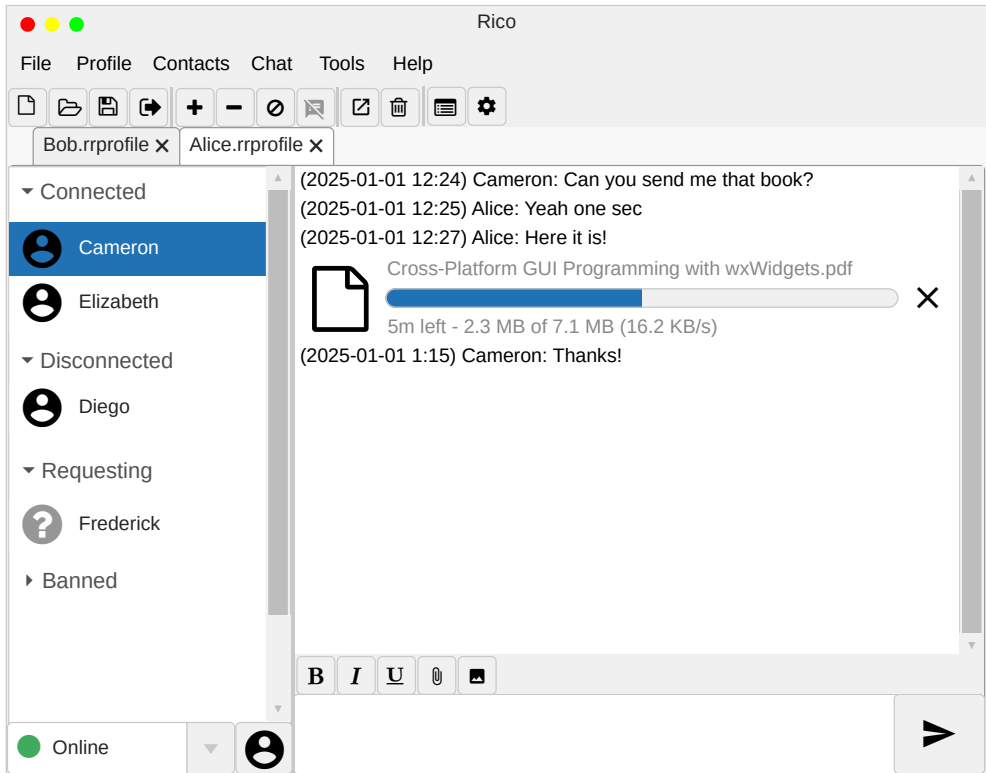 Rico
File Profile Contacts Chat Tools Help
Bob.rrprofile Alice.rrprofile
Connected
Cameron
Elizabeth
Disconnected
Diego
Requesting
Frederick
Banned
Online
(2025-01-01 12:24) Cameron: Can you send me that book?
(2025-01-01 12:25) Alice: Yeah one sec
(2025-01-01 12:27) Alice: Here it is!
Cross-Platform GUI Programming with wxWidgets.pdf
5m left - 2.3 MB of 7.1 MB (16.2 KB/s)
(2025-01-01 1:15) Cameron: Thanks!
B I U